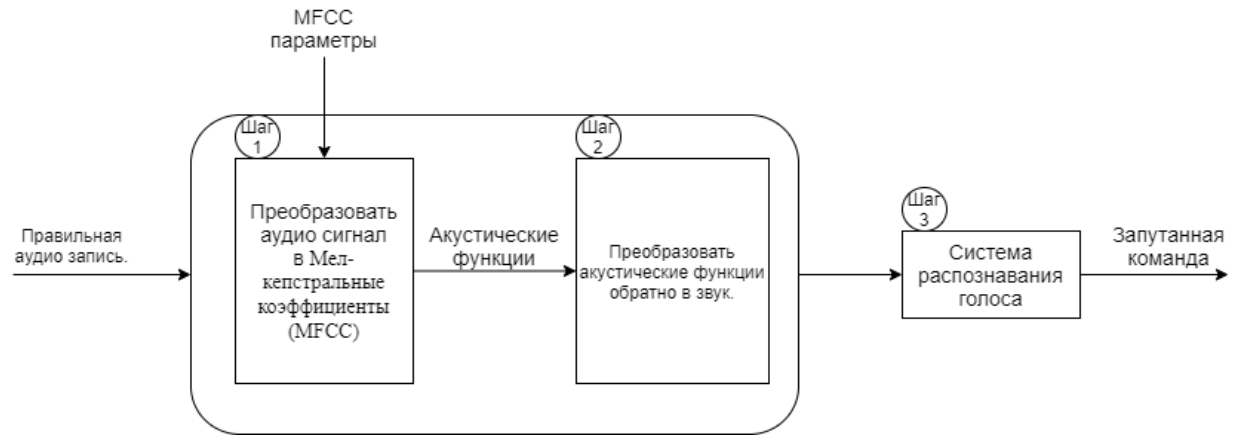 MFCC
параметры
Шаг
1
Шаг
2
Шаг
3
Правильная
аудио запись.
Преобразовать
аудио сигнал
в Мел-
кепстральные
коэффициенты
(MFCC)
Акустические
функции
Преобразовать
акустические функции
обратно в звук.
Система
распознавания
голоса
Запутанная
команда